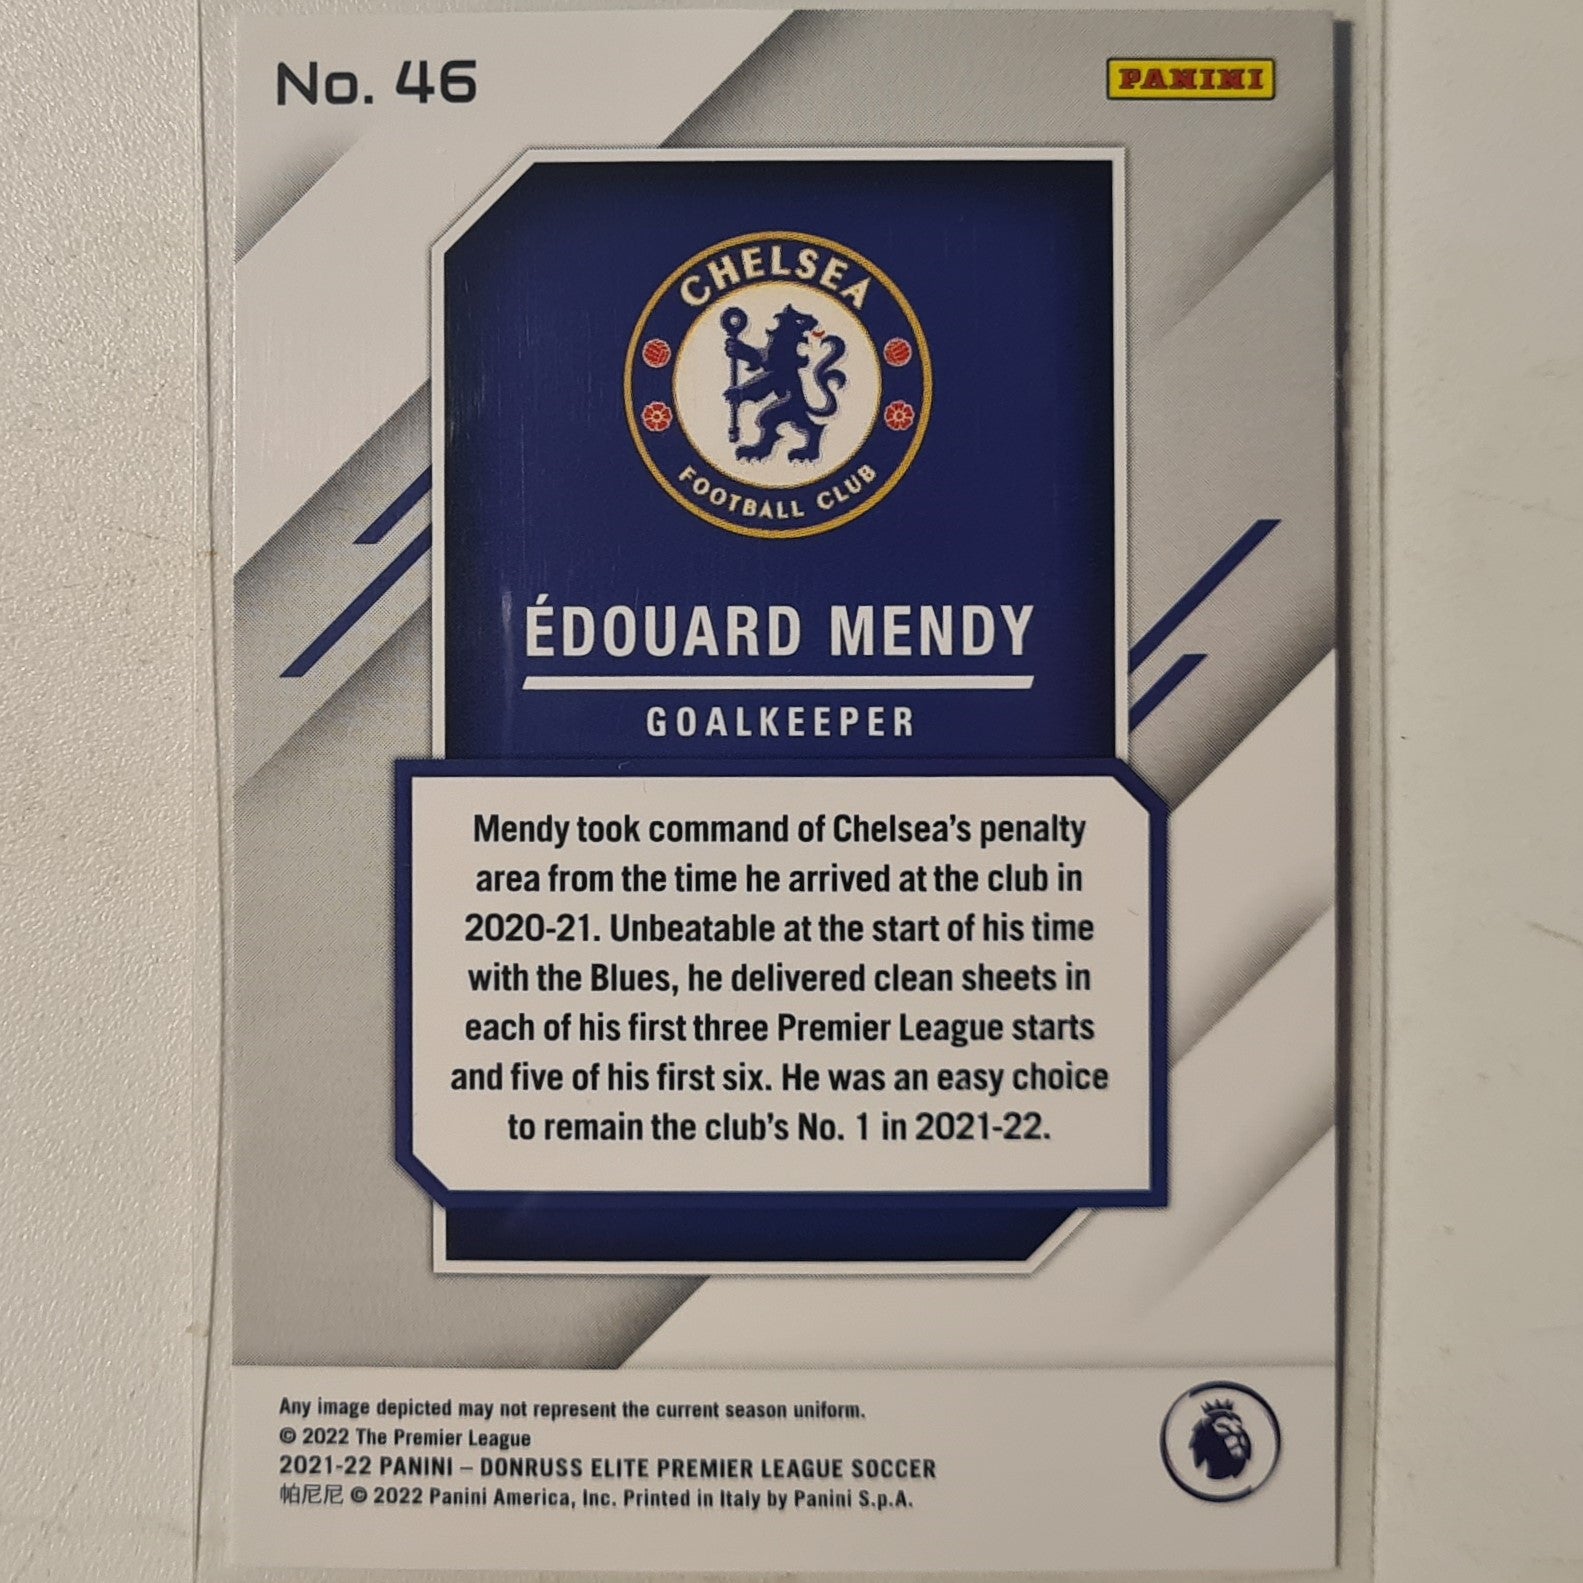 No. 46
PANINI
CHELSEA
FOOTBALL CLUB
ÉDOUARD MENDY
GOALKEEPER
Mendy took command of Chelsea's penalty
area from the time he arrived at the club in
2020-21. Unbeatable at the start of his time
with the Blues, he delivered clean sheets in
each of his first three Premier League starts
and five of his first six. He was an easy choice
to remain the club's No. 1 in 2021-22.
Any image depicted may not represent the current season uniform.
© 2022 The Premier League
2021-22 PANINI – DONRUSS ELITE PREMIER LEAGUE SOCCER
帕尼尼 © 2022 Panini America, Inc. Printed in Italy by Panini S.p.A.